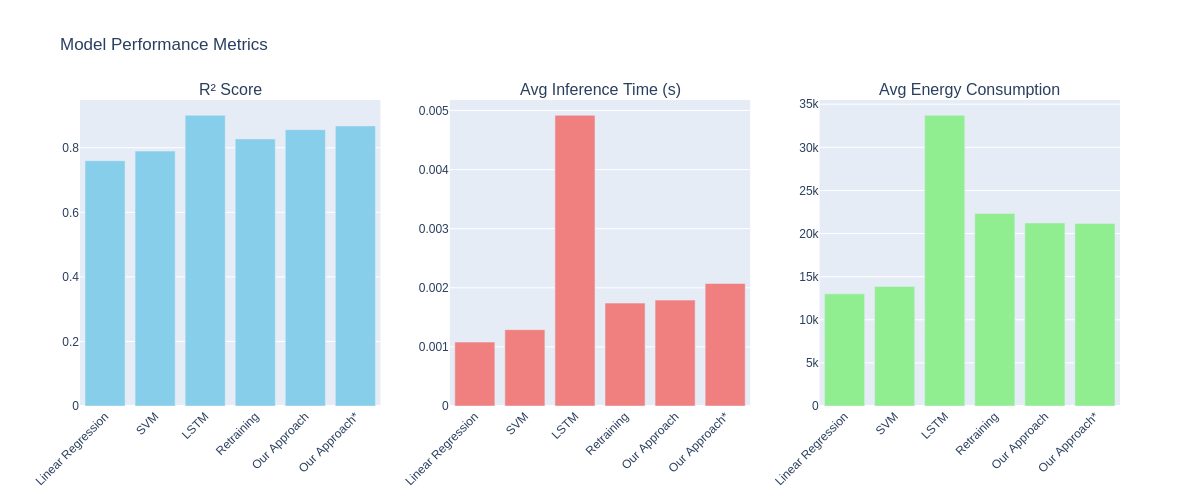 Model Performance Metrics
R² Score
Avg Inference Time (s)
Avg Energy Consumption
0.8
0.6
0.4
0.2
0
Linear Regression
SVM
LSTM
Retraining
Our Approach
Our Approach*
0.005
0.004
0.003
0.002
0.001
0
Linear Regression
SVM
LSTM
Retraining
Our Approach
Our Approach*
35k
30k
25k
20k
15k
10k
5k
0
Linear Regression
SVM
LSTM
Retraining
Our Approach
Our Approach*